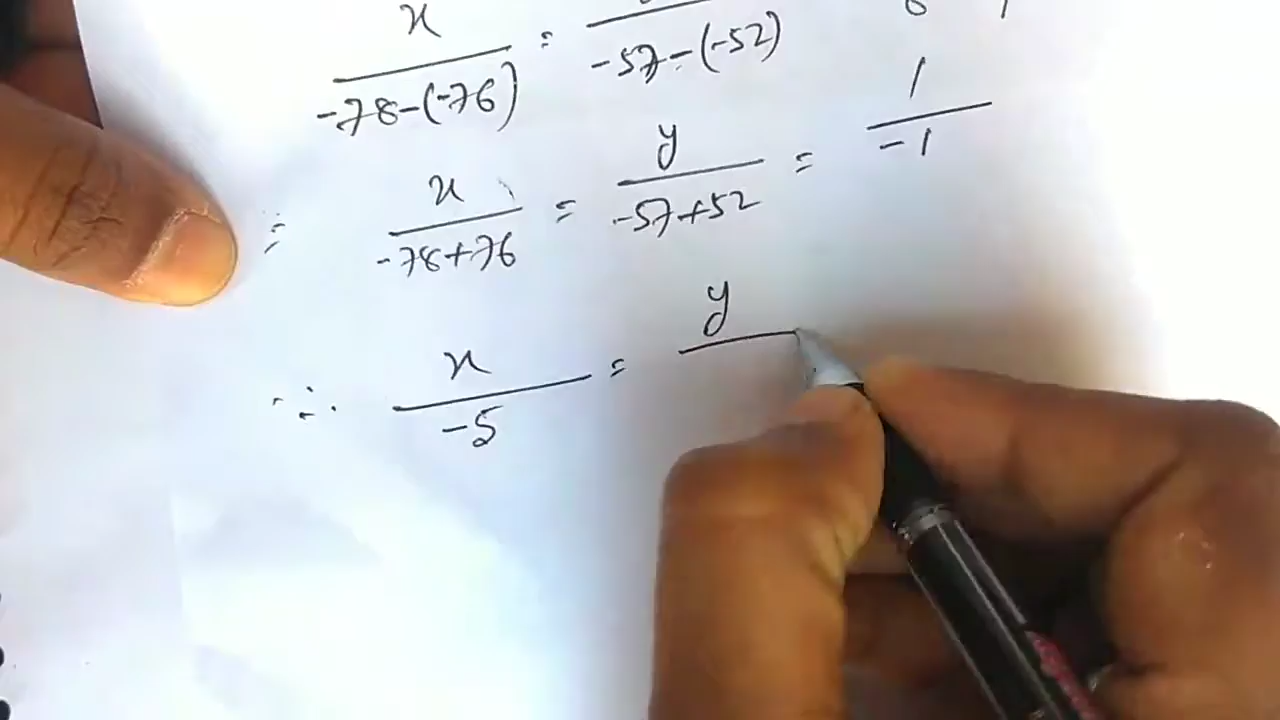 x/-78-(-76) = /-57-(-52)
= x/-78+76 = y/-57+52 = 1/-1
∴ x/-5 = y/